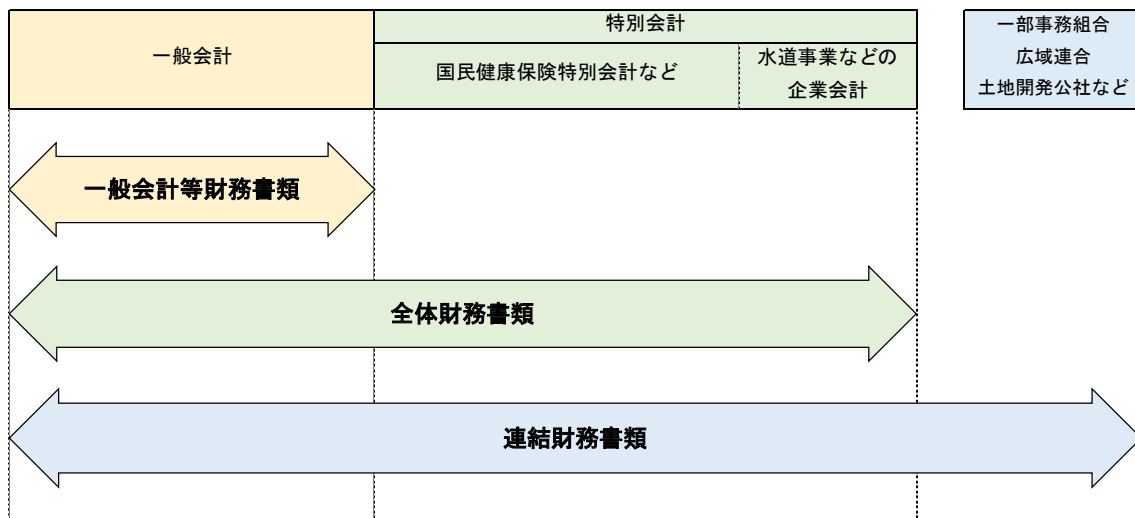 一般会計
特別会計
国民健康保険特別会計など
水道事業などの
企業会計
一部事務組合
広域連合
土地開発公社など
一般会計等財務書類
全体財務書類
連結財務書類